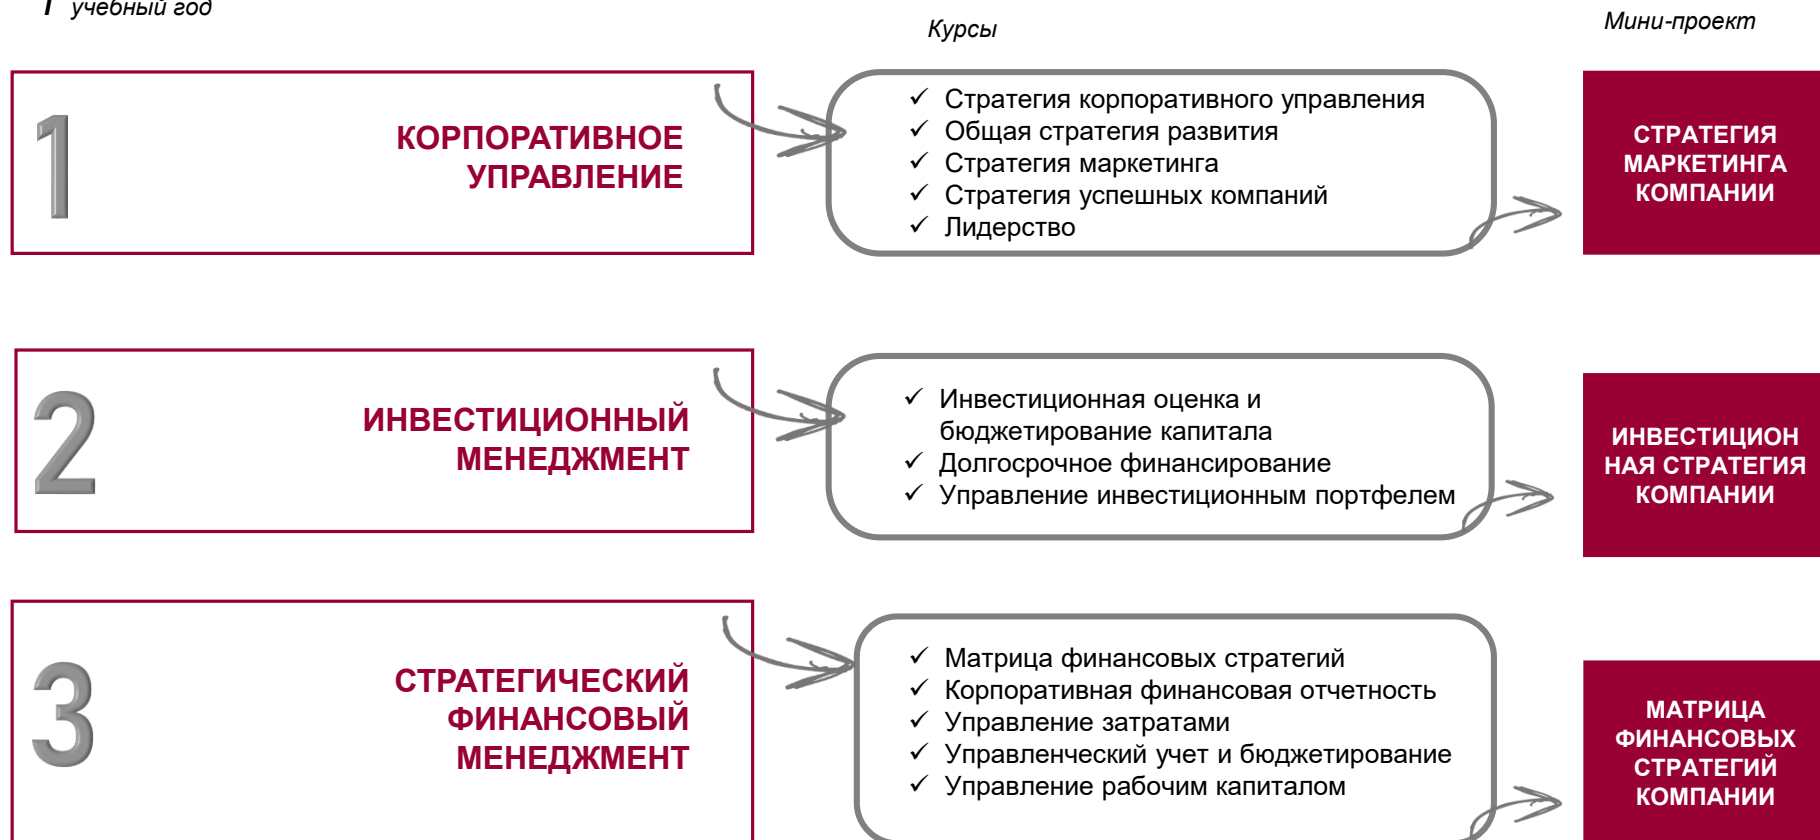 учебный год
Курсы
Мини-проект
1
КОРПОРАТИВНОЕ
УПРАВЛЕНИЕ
✓ Стратегия корпоративного управления
✓ Общая стратегия развития
✓ Стратегия маркетинга
✓ Стратегия успешных компаний
✓ Лидерство
СТРАТЕГИЯ
МАРКЕТИНГА
КОМПАНИИ
2
ИНВЕСТИЦИОННЫЙ
МЕНЕДЖМЕНТ
✓ Инвестиционная оценка и
бюджетирование капитала
✓ Долгосрочное финансирование
✓ Управление инвестиционным портфелем
ИНВЕСТИЦИОН
НАЯ СТРАТЕГИЯ
КОМПАНИИ
3
СТРАТЕГИЧЕСКИЙ
ФИНАНСОВЫЙ
МЕНЕДЖМЕНТ
✓ Матрица финансовых стратегий
✓ Корпоративная финансовая отчетность
✓ Управление затратами
✓ Управленческий учет и бюджетирование
✓ Управление рабочим капиталом
МАТРИЦА
ФИНАНСОВЫХ
СТРАТЕГИЙ
КОМПАНИИ